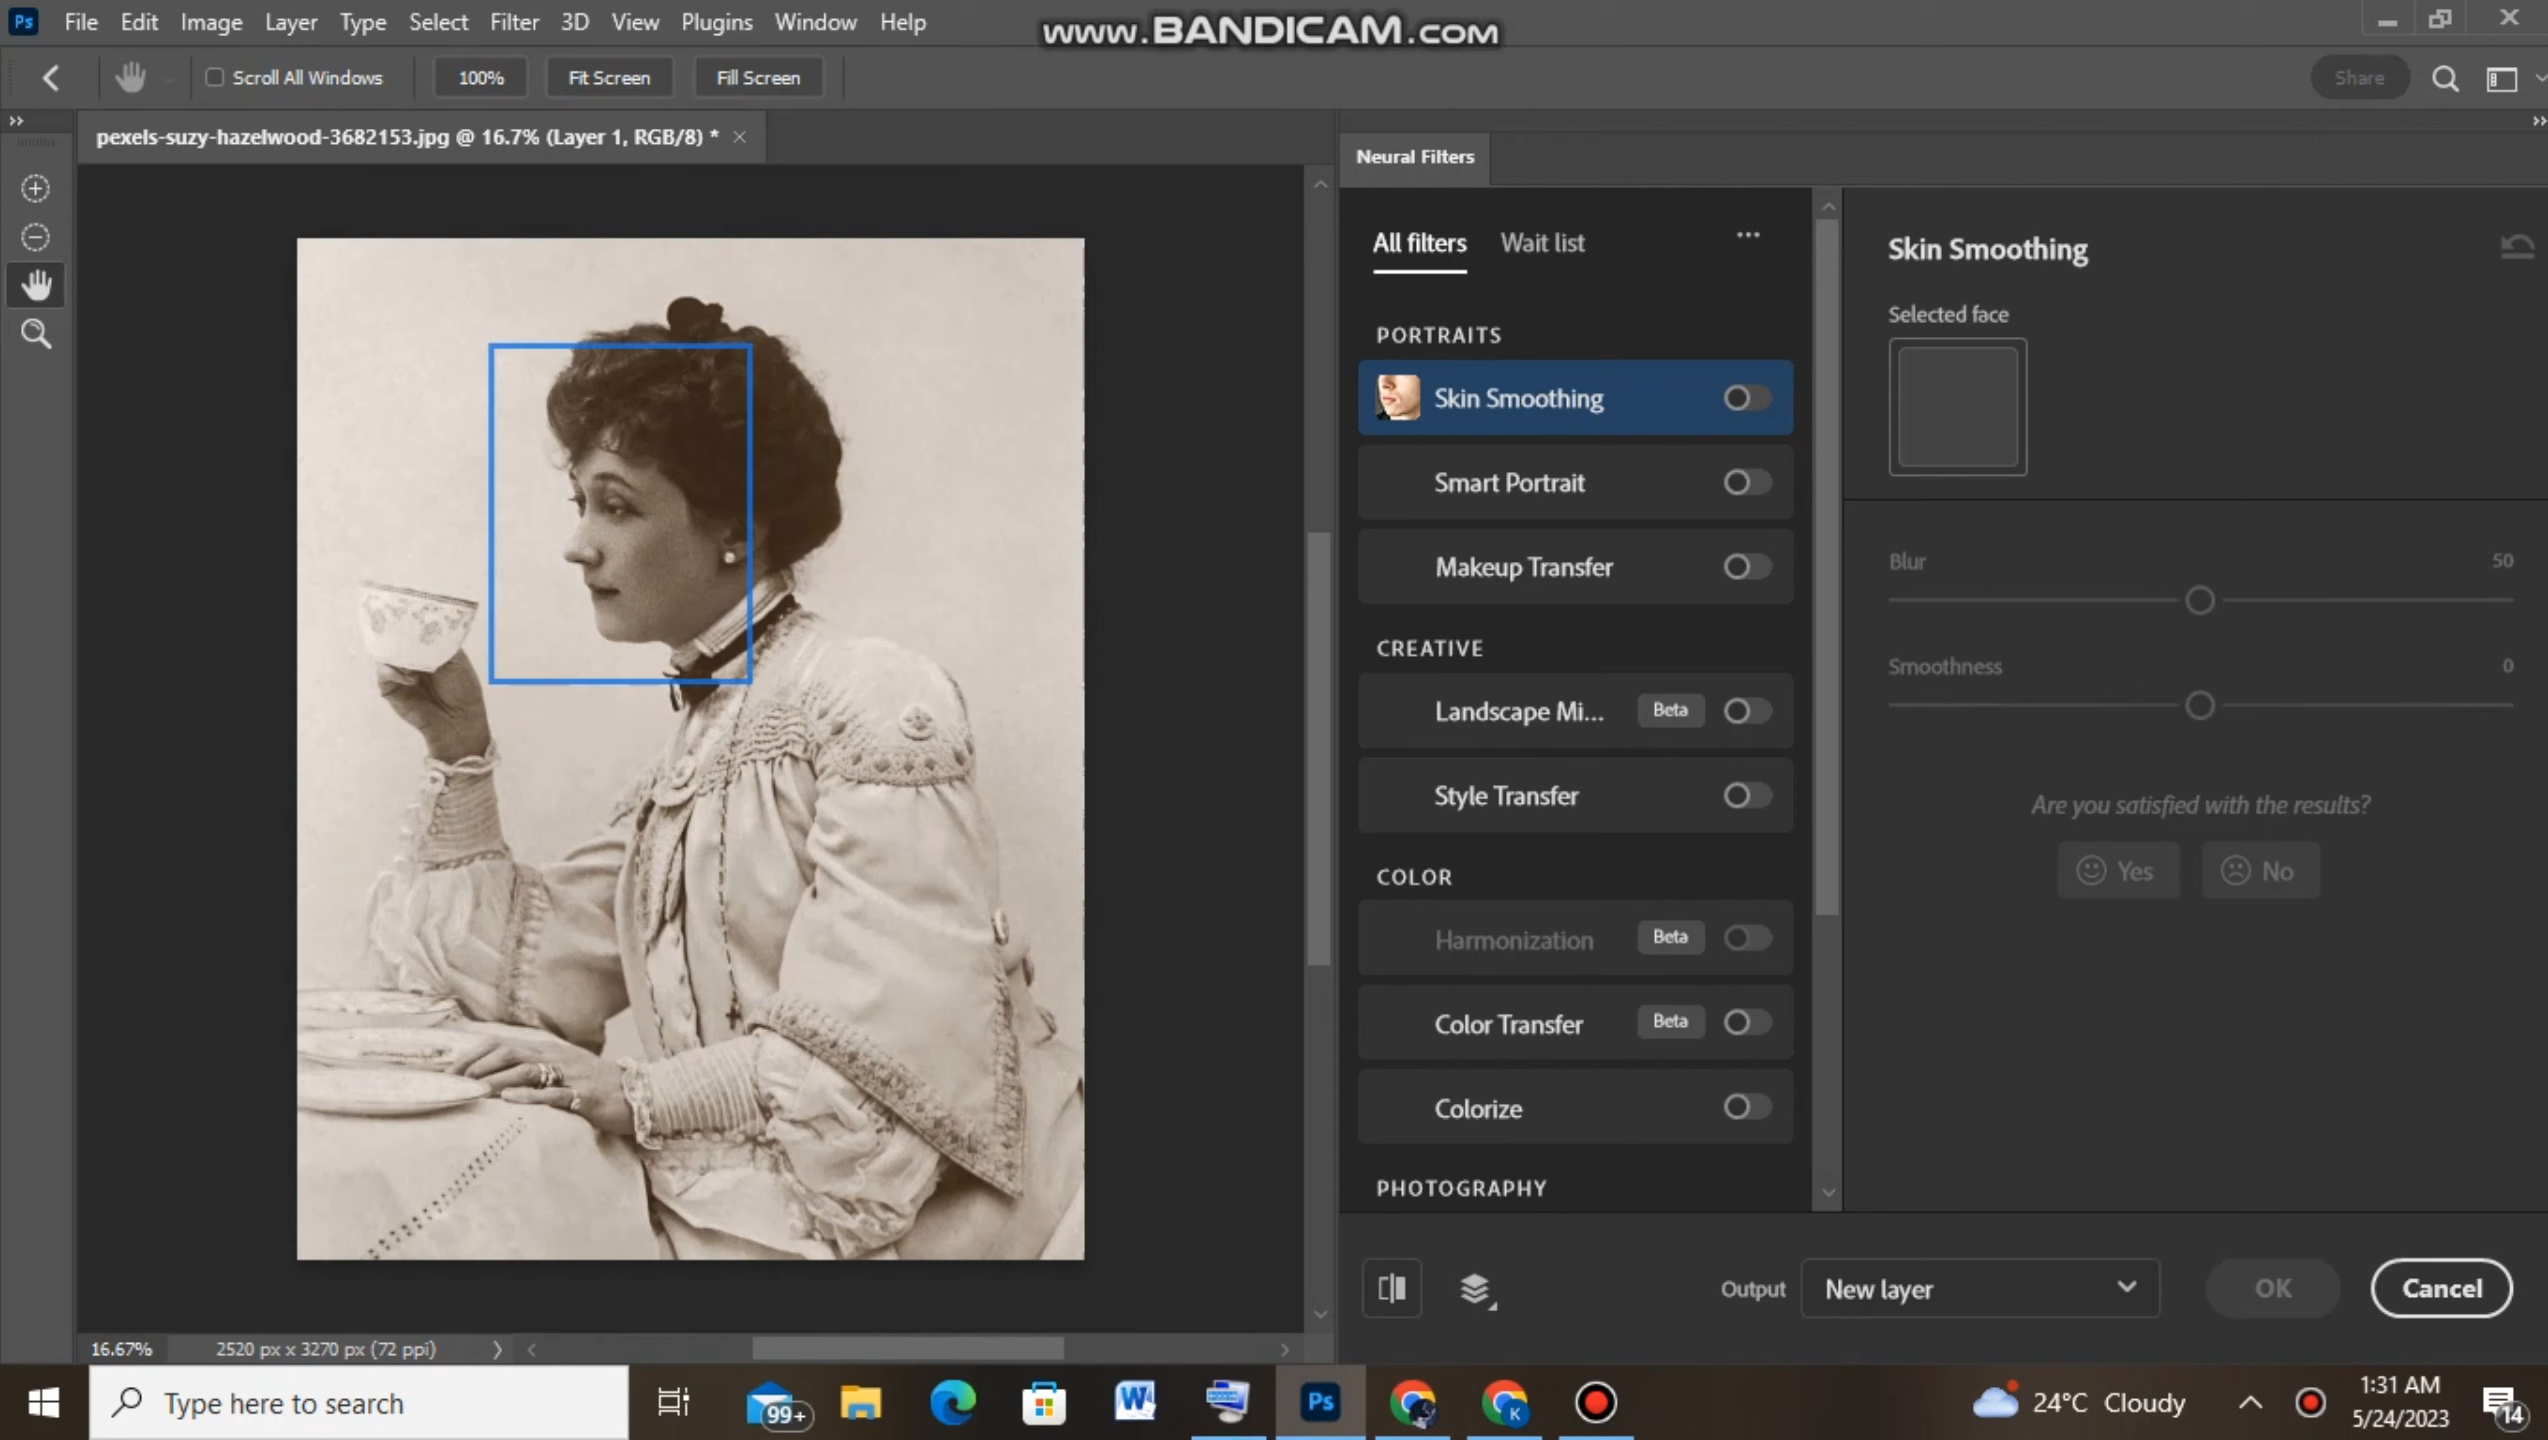 Ps File Edit Image Layer Type Select Filter 3D View Plugins Window Help
www.BANDICAM.com
Scroll All Windows 100% Fit Screen Fill Screen Share
pexels-suzy-hazelwood-3682153.jpg @ 16.7% (Layer 1, RGB/8) *
Neural Filters
All filters Wait list
PORTRAITS
Skin Smoothing
Smart Portrait
Makeup Transfer
CREATIVE
Landscape Mi... Beta
Style Transfer
COLOR
Harmonization Beta
Color Transfer Beta
Colorize
PHOTOGRAPHY
Skin Smoothing
Selected face
Blur 50
Smoothness 0
Are you satisfied with the results?
Yes No
Output New layer OK Cancel
16.67% 2520 px x 3270 px (72 ppi)
Type here to search 99+ W Ps K 24°C Cloudy 1:31 AM
5/24/2023 14